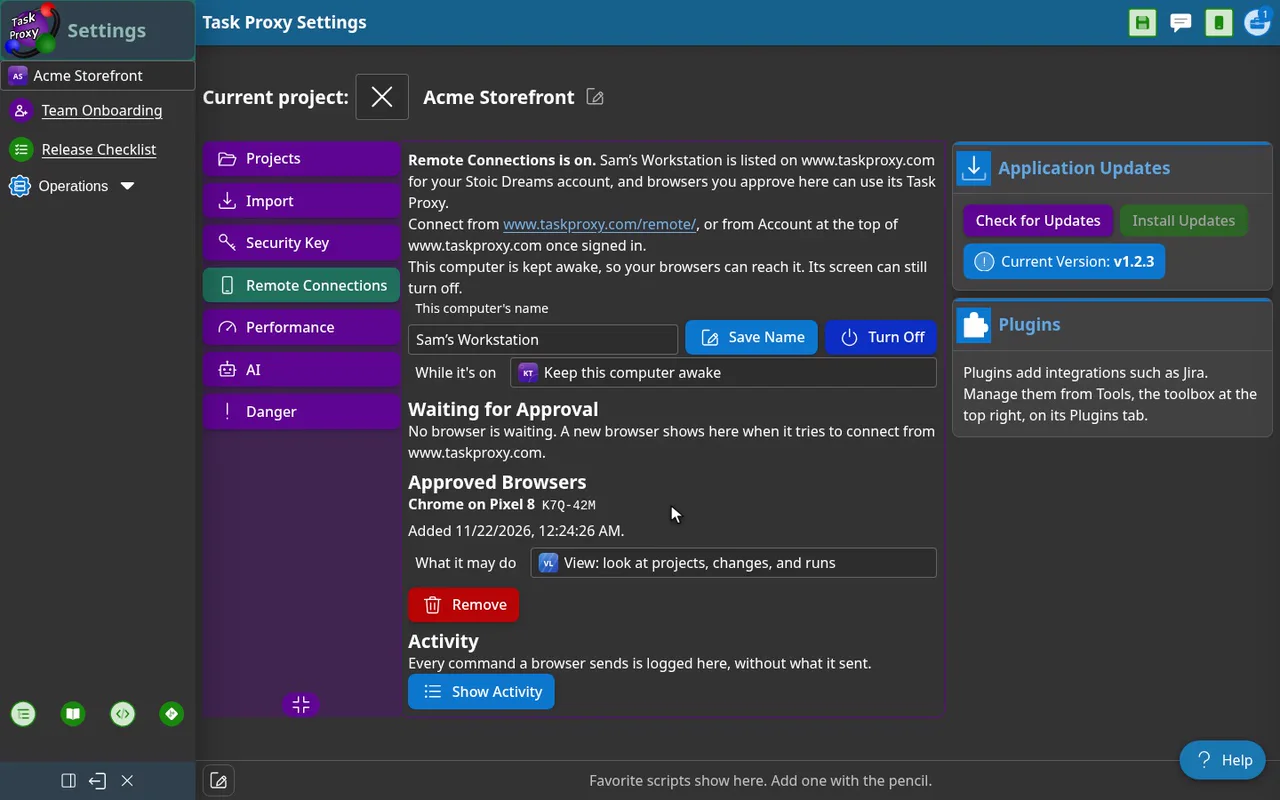 Task Proxy
Settings
Task Proxy Settings
1
AS Acme Storefront
Team Onboarding
Release Checklist
Operations
Current project:
Acme Storefront
Projects
Import
Security Key
Remote Connections
Performance
AI
Danger
Remote Connections is on. Sam’s Workstation is listed on www.taskproxy.com
for your Stoic Dreams account, and browsers you approve here can use its Task
Proxy.
Connect from www.taskproxy.com/remote/, or from Account at the top of
www.taskproxy.com once signed in.
This computer is kept awake, so your browsers can reach it. Its screen can still
turn off.
This computer's name
Sam’s Workstation
Save Name
Turn Off
While it's on
KT Keep this computer awake
Waiting for Approval
No browser is waiting. A new browser shows here when it tries to connect from
www.taskproxy.com.
Approved Browsers
Chrome on Pixel 8 K7Q-42M
Added 11/22/2026, 12:24:26 AM.
What it may do
VL View: look at projects, changes, and runs
Remove
Activity
Every command a browser sends is logged here, without what it sent.
Show Activity
Application Updates
Check for Updates
Install Updates
Current Version: v1.2.3
Plugins
Plugins add integrations such as Jira.
Manage them from Tools, the toolbox at the
top right, on its Plugins tab.
Favorite scripts show here. Add one with the pencil.
? Help